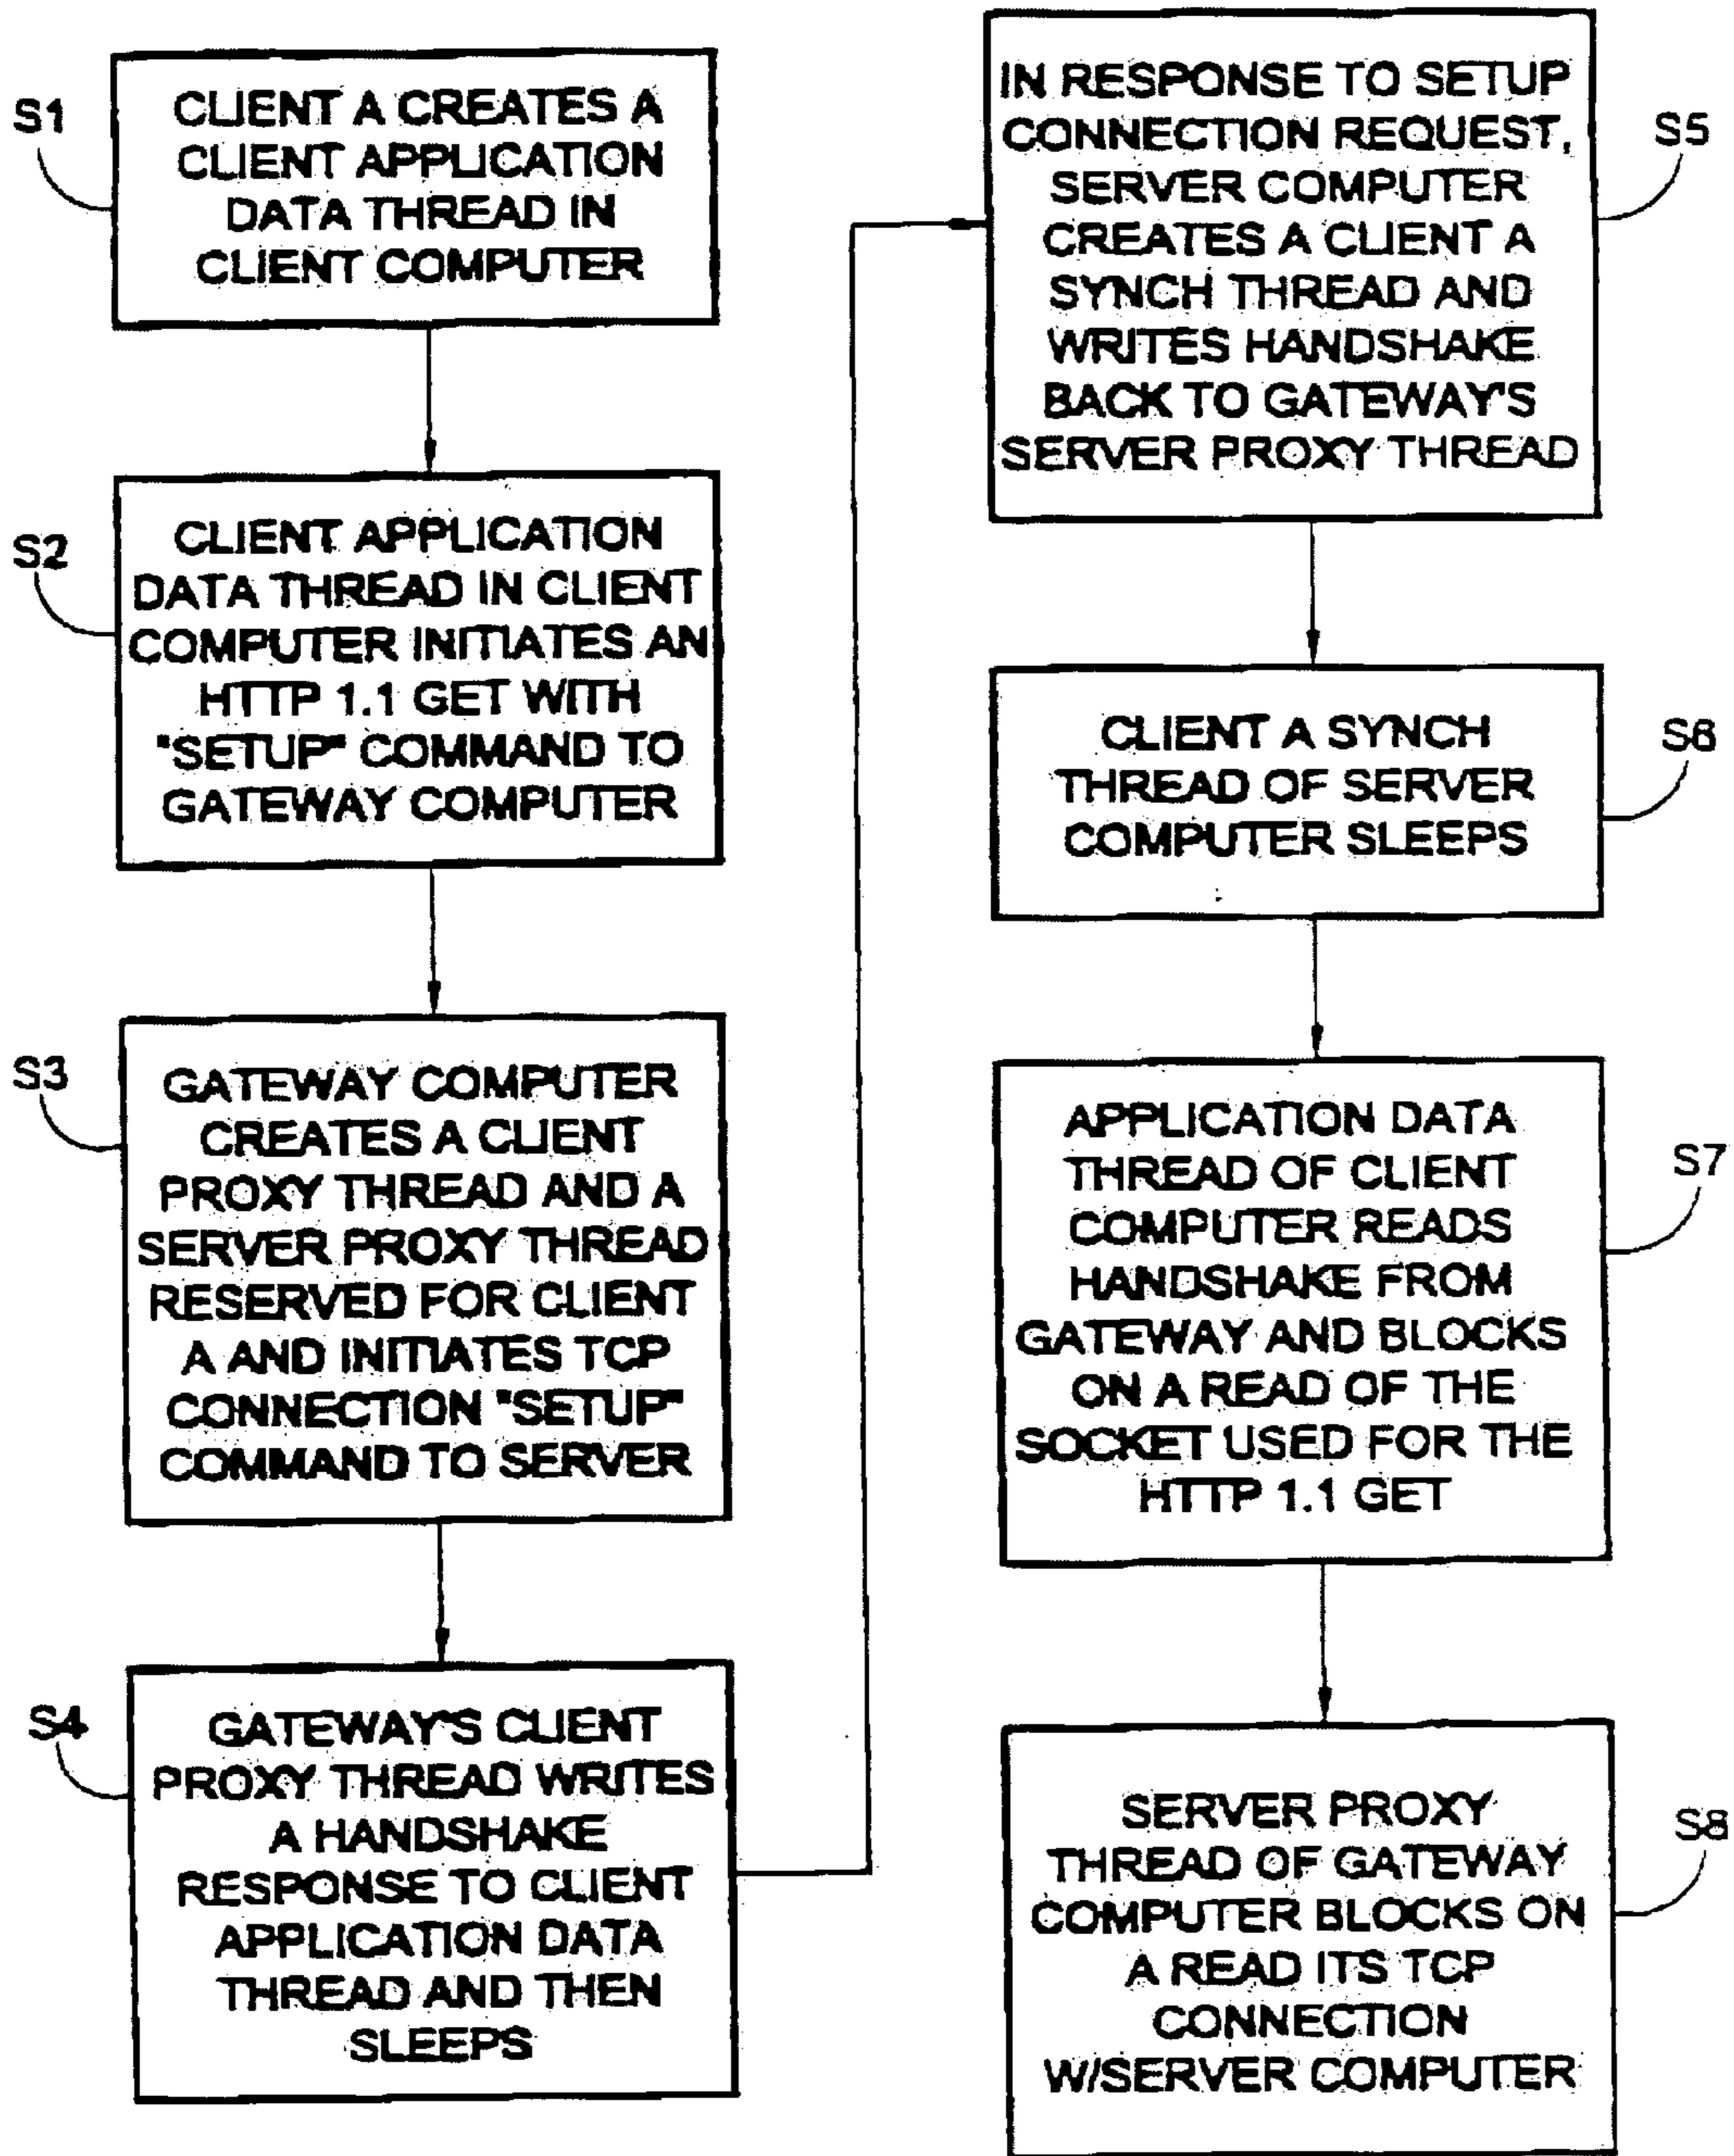 S1
CLIENT A CREATES A
CLIENT APPLICATION
DATA THREAD IN
CLIENT COMPUTER
S2
CLIENT APPLICATION
DATA THREAD IN CLIENT
COMPUTER INITIATES AN
HTTP 1.1 GET WITH
"SETUP" COMMAND TO
GATEWAY COMPUTER
S3
GATEWAY COMPUTER
CREATES A CLIENT
PROXY THREAD AND A
SERVER PROXY THREAD
RESERVED FOR CLIENT
A AND INITIATES TCP
CONNECTION "SETUP"
COMMAND TO SERVER
S4
GATEWAY'S CLIENT
PROXY THREAD WRITES
A HANDSHAKE
RESPONSE TO CLIENT
APPLICATION DATA
THREAD AND THEN
SLEEPS
IN RESPONSE TO SETUP
CONNECTION REQUEST,
SERVER COMPUTER
CREATES A CLIENT A
SYNCH THREAD AND
WRITES HANDSHAKE
BACK TO GATEWAY'S
SERVER PROXY THREAD
S5
CLIENT A SYNCH
THREAD OF SERVER
COMPUTER SLEEPS
S6
APPLICATION DATA
THREAD OF CLIENT
COMPUTER READS
HANDSHAKE FROM
GATEWAY AND BLOCKS
ON A READ OF THE
SOCKET USED FOR THE
HTTP 1.1 GET
S7
SERVER PROXY
THREAD OF GATEWAY
COMPUTER BLOCKS ON
A READ ITS TCP
CONNECTION
W/SERVER COMPUTER
S8